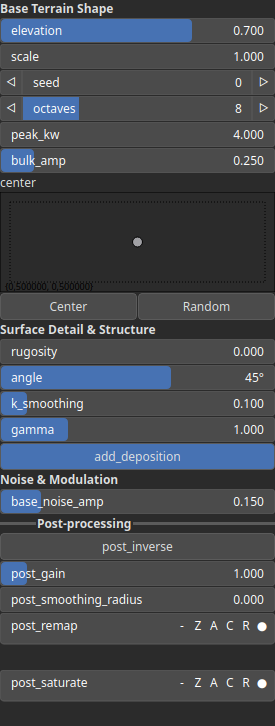 Base Terrain Shape
elevation 0.700
scale 1.000
seed 0
octaves 8
peak_kw 4.000
bulk_amp 0.250
center
(0.500000, 0.500000)
Center Random
Surface Detail & Structure
rugosity 0.000
angle 45°
k_smoothing 0.100
gamma 1.000
add_deposition
Noise & Modulation
base_noise_amp 0.150
Post-processing
post_inverse
post_gain 1.000
post_smoothing_radius 0.000
post_remap - Z A C R
post_saturate - Z A C R